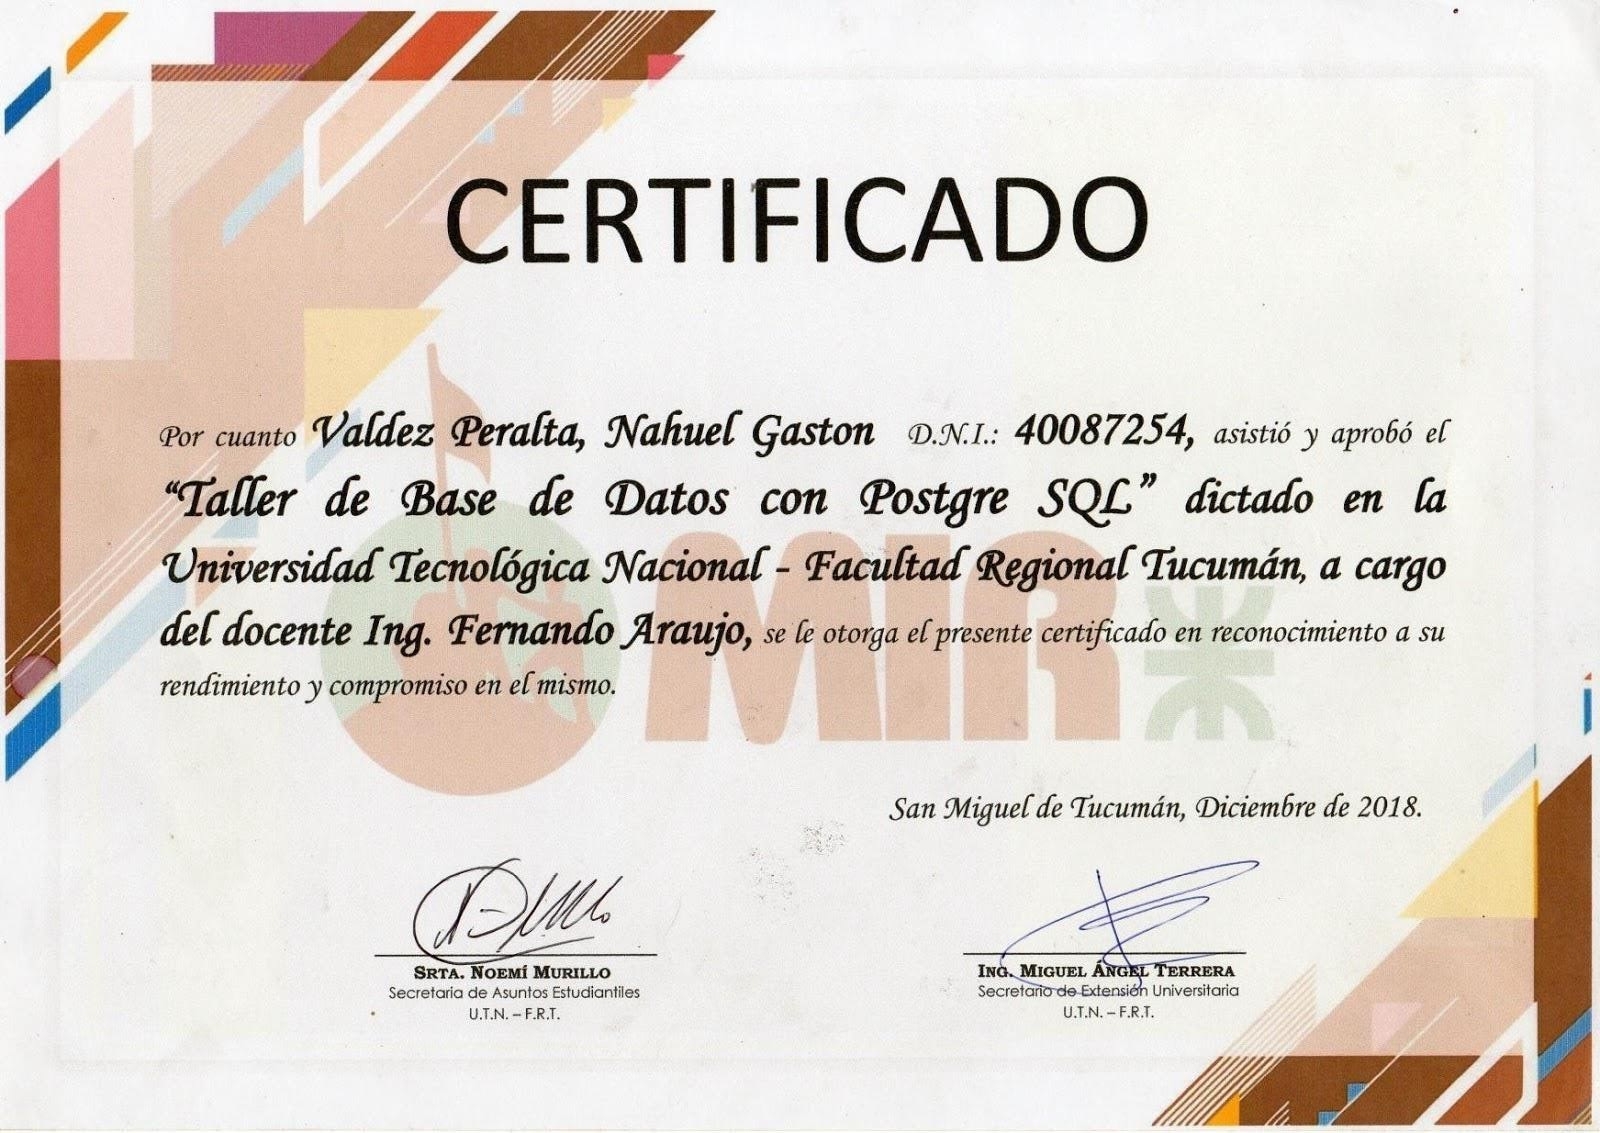 CERTIFICADO
Por cuanto Valdez Peralta, Nahuel Gaston D.N.I.: 40087254, asistió y aprobó el
“Taller de Base de Datos con Postgre SQL” dictado en la
Universidad Tecnológica Nacional - Facultad Regional Tucumán, a cargo
del docente Ing. Fernando Araujo, se le otorga el presente certificado en reconocimiento a su
rendimiento y compromiso en el mismo.
MIR
San Miguel de Tucumán, Diciembre de 2018.
SRTA. NOEMÍ MURILLO
Secretaria de Asuntos Estudiantiles
U.T.N. – F.R.T.
ING. MIGUEL ÁNGEL TERRERA
Secretario de Extensión Universitaria
U.T.N. – F.R.T.